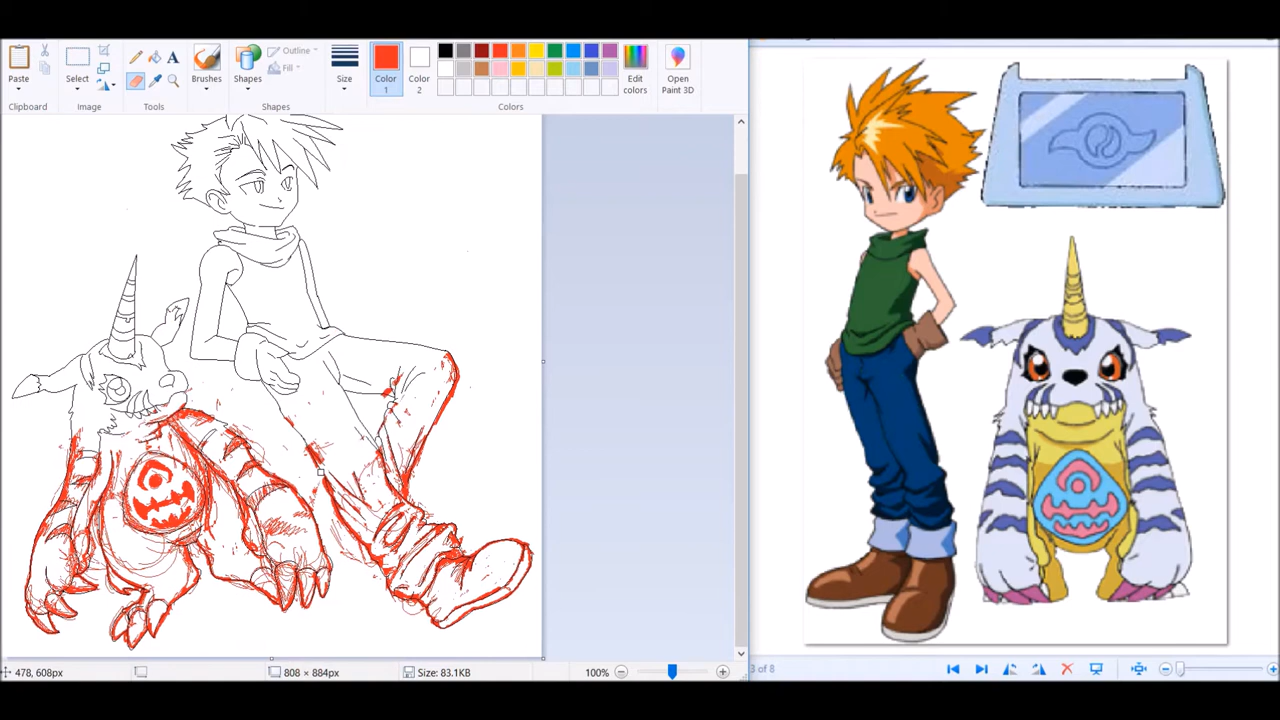 Paste
Select
Brushes
Shapes
Outline
Fill
Size
Color
1
Color
2
Edit
colors
Open
Paint 3D
Clipboard
Image
Tools
Shapes
Colors
478, 608px
808 × 884px
Size: 83.1KB
100%
3 of 8